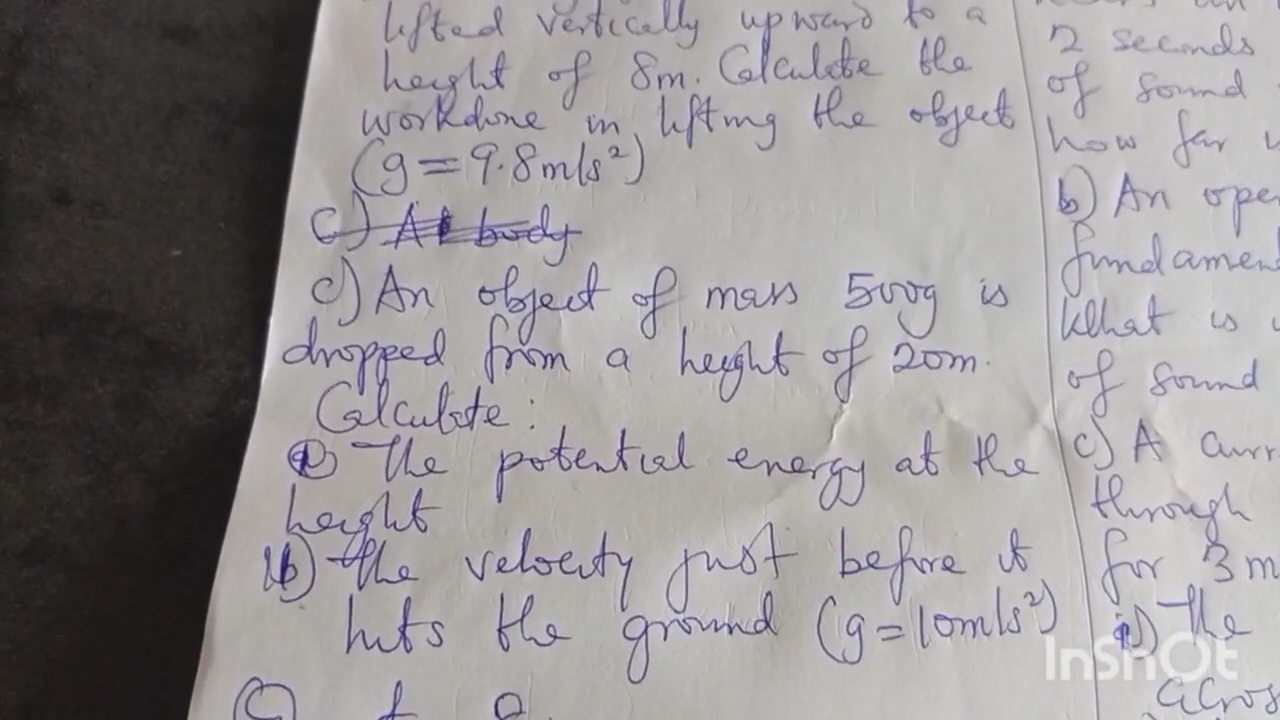 lifted vertically upward to a
height of 8m. Calculate the
workdone in lifting the object
(g=9.8m/s²)
c) A body
c) An object of mass 500g is
dropped from a height of 20m.
Calculate:
i) The potential energy at the
height
ii) The velocity just before it
hits the ground (g=10m/s²)
2 seconds
of sound
how far
b) An open
fundamen
What is
of sound
c) A curr
through
for 3 m
i) The
acros
InShOt